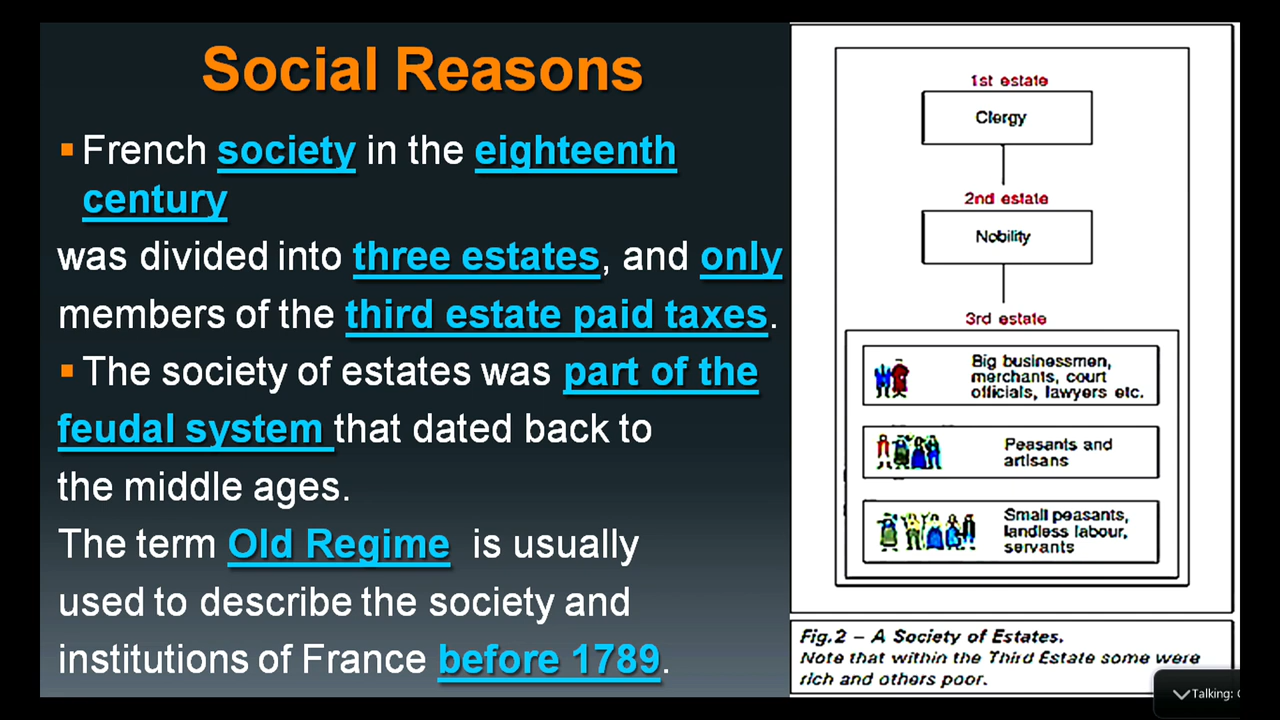 Social Reasons
▪ French society in the eighteenth
century
was divided into three estates, and only
members of the third estate paid taxes.
▪ The society of estates was part of the
feudal system that dated back to
the middle ages.
The term Old Regime is usually
used to describe the society and
institutions of France before 1789.
1st estate
Clergy
2nd estate
Nobility
3rd estate
Big businessmen,
merchants, court
officials, lawyers etc.
Peasants and
artisans
Small peasants,
landless labour,
servants
Fig.2 – A Society of Estates.
Note that within the Third Estate some were
rich and others poor.
Talking: